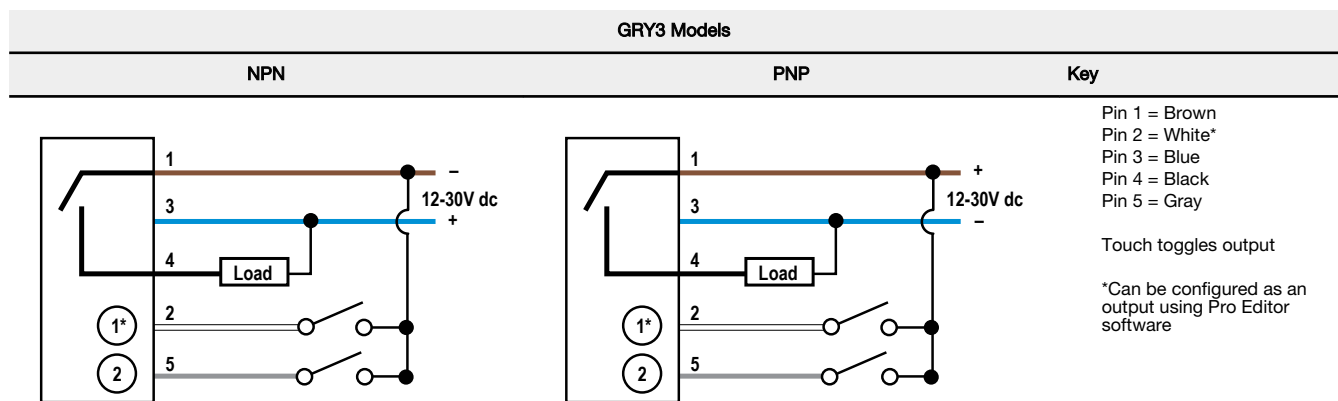 GRY3 Models
NPN
PNP
Key
1
–
12-30V dc
3
+
4
Load
1*
2
2
5
1
+
12-30V dc
3
–
4
Load
1*
2
2
5
Pin 1 = Brown
Pin 2 = White*
Pin 3 = Blue
Pin 4 = Black
Pin 5 = Gray
Touch toggles output
*Can be configured as an
output using Pro Editor
software